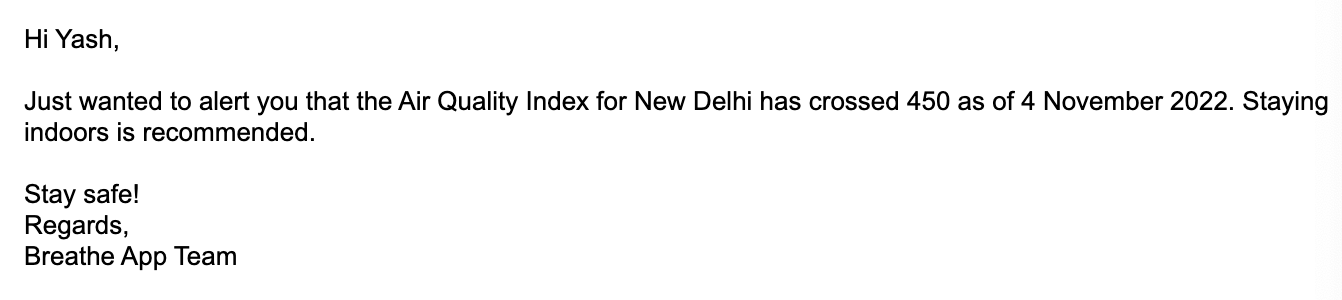 Hi Yash,
Just wanted to alert you that the Air Quality Index for New Delhi has crossed 450 as of 4 November 2022. Staying
indoors is recommended.
Stay safe!
Regards,
Breathe App Team